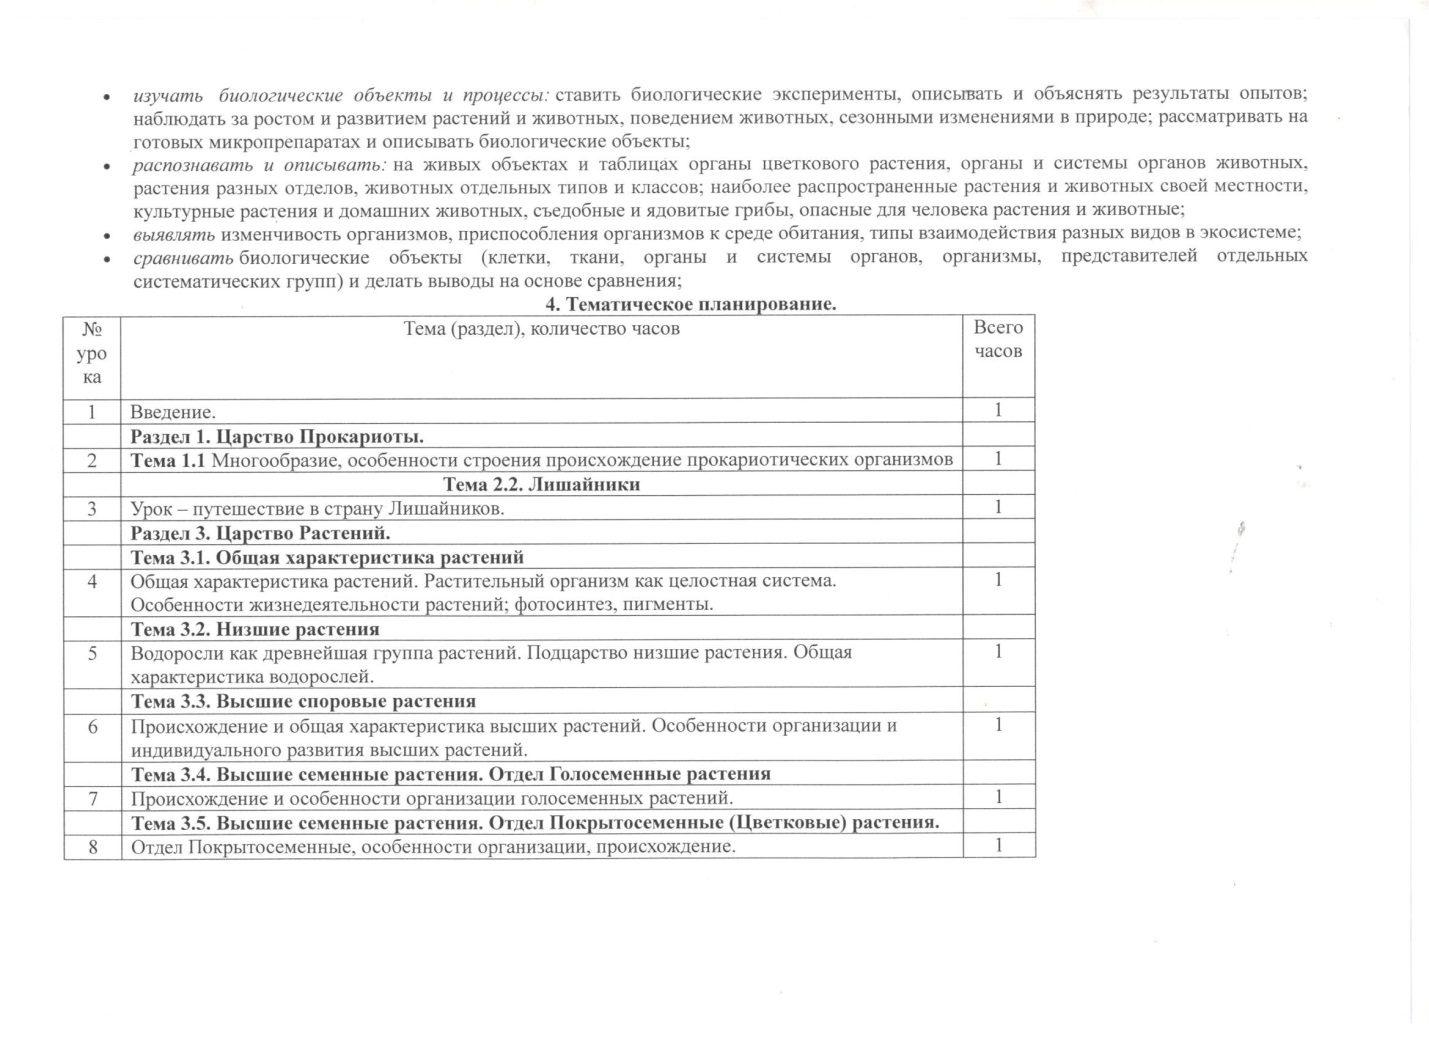 • изучать биологические объекты и процессы: ставить биологические эксперименты, описывать и объяснять результаты опытов;
наблюдать за ростом и развитием растений и животных, поведением животных, сезонными изменениями в природе; рассматривать на
готовых микропрепаратах и описывать биологические объекты;
• распознавать и описывать: на живых объектах и таблицах органы цветкового растения, органы и системы органов животных,
растения разных отделов, животных отдельных типов и классов; наиболее распространенные растения и животных своей местности,
культурные растения и домашних животных, съедобные и ядовитые грибы, опасные для человека растения и животные;
• выявлять изменчивость организмов, приспособления организмов к среде обитания, типы взаимодействия разных видов в экосистеме;
• сравнивать биологические объекты (клетки, ткани, органы и системы органов, организмы, представителей отдельных
систематических групп) и делать выводы на основе сравнения;
4. Тематическое планирование.
№ Тема (раздел), количество часов Всего
уро часов
ка
1 Введение. 1
Раздел 1. Царство Прокариоты.
2 Тема 1.1 Многообразие, особенности строения происхождение прокариотических организмов 1
Тема 2.2. Лишайники
3 Урок – путешествие в страну Лишайников. 1
Раздел 3. Царство Растений.
Тема 3.1. Общая характеристика растений
4 Общая характеристика растений. Растительный организм как целостная система. 1
Особенности жизнедеятельности растений; фотосинтез, пигменты.
Тема 3.2. Низшие растения
5 Водоросли как древнейшая группа растений. Подцарство низшие растения. Общая 1
характеристика водорослей.
Тема 3.3. Высшие споровые растения
6 Происхождение и общая характеристика высших растений. Особенности организации и 1
индивидуального развития высших растений.
Тема 3.4. Высшие семенные растения. Отдел Голосеменные растения
7 Происхождение и особенности организации голосеменных растений. 1
Тема 3.5. Высшие семенные растения. Отдел Покрытосеменные (Цветковые) растения.
8 Отдел Покрытосеменные, особенности организации, происхождение. 1